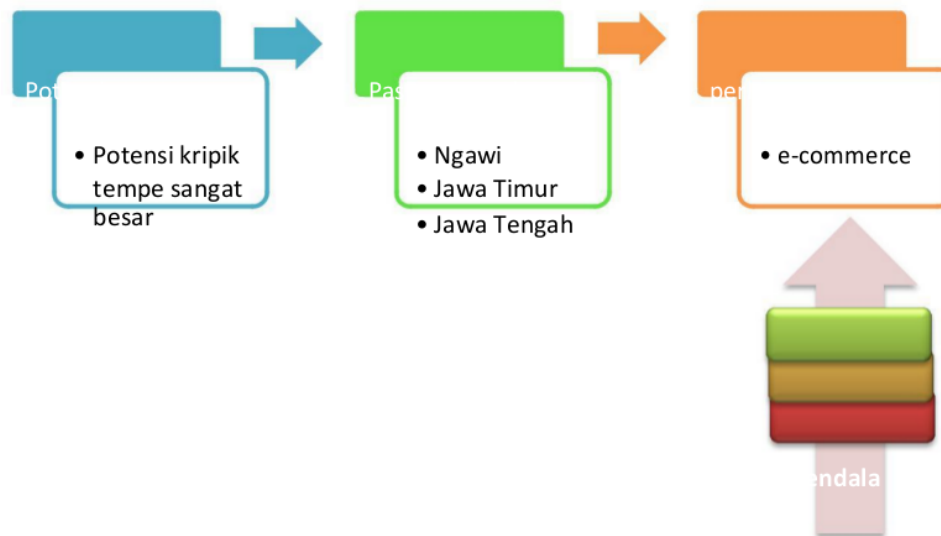 • Potensi kripik
tempe sangat
besar
• Ngawi
• Jawa Timur
• Jawa Tengah
• e-commerce